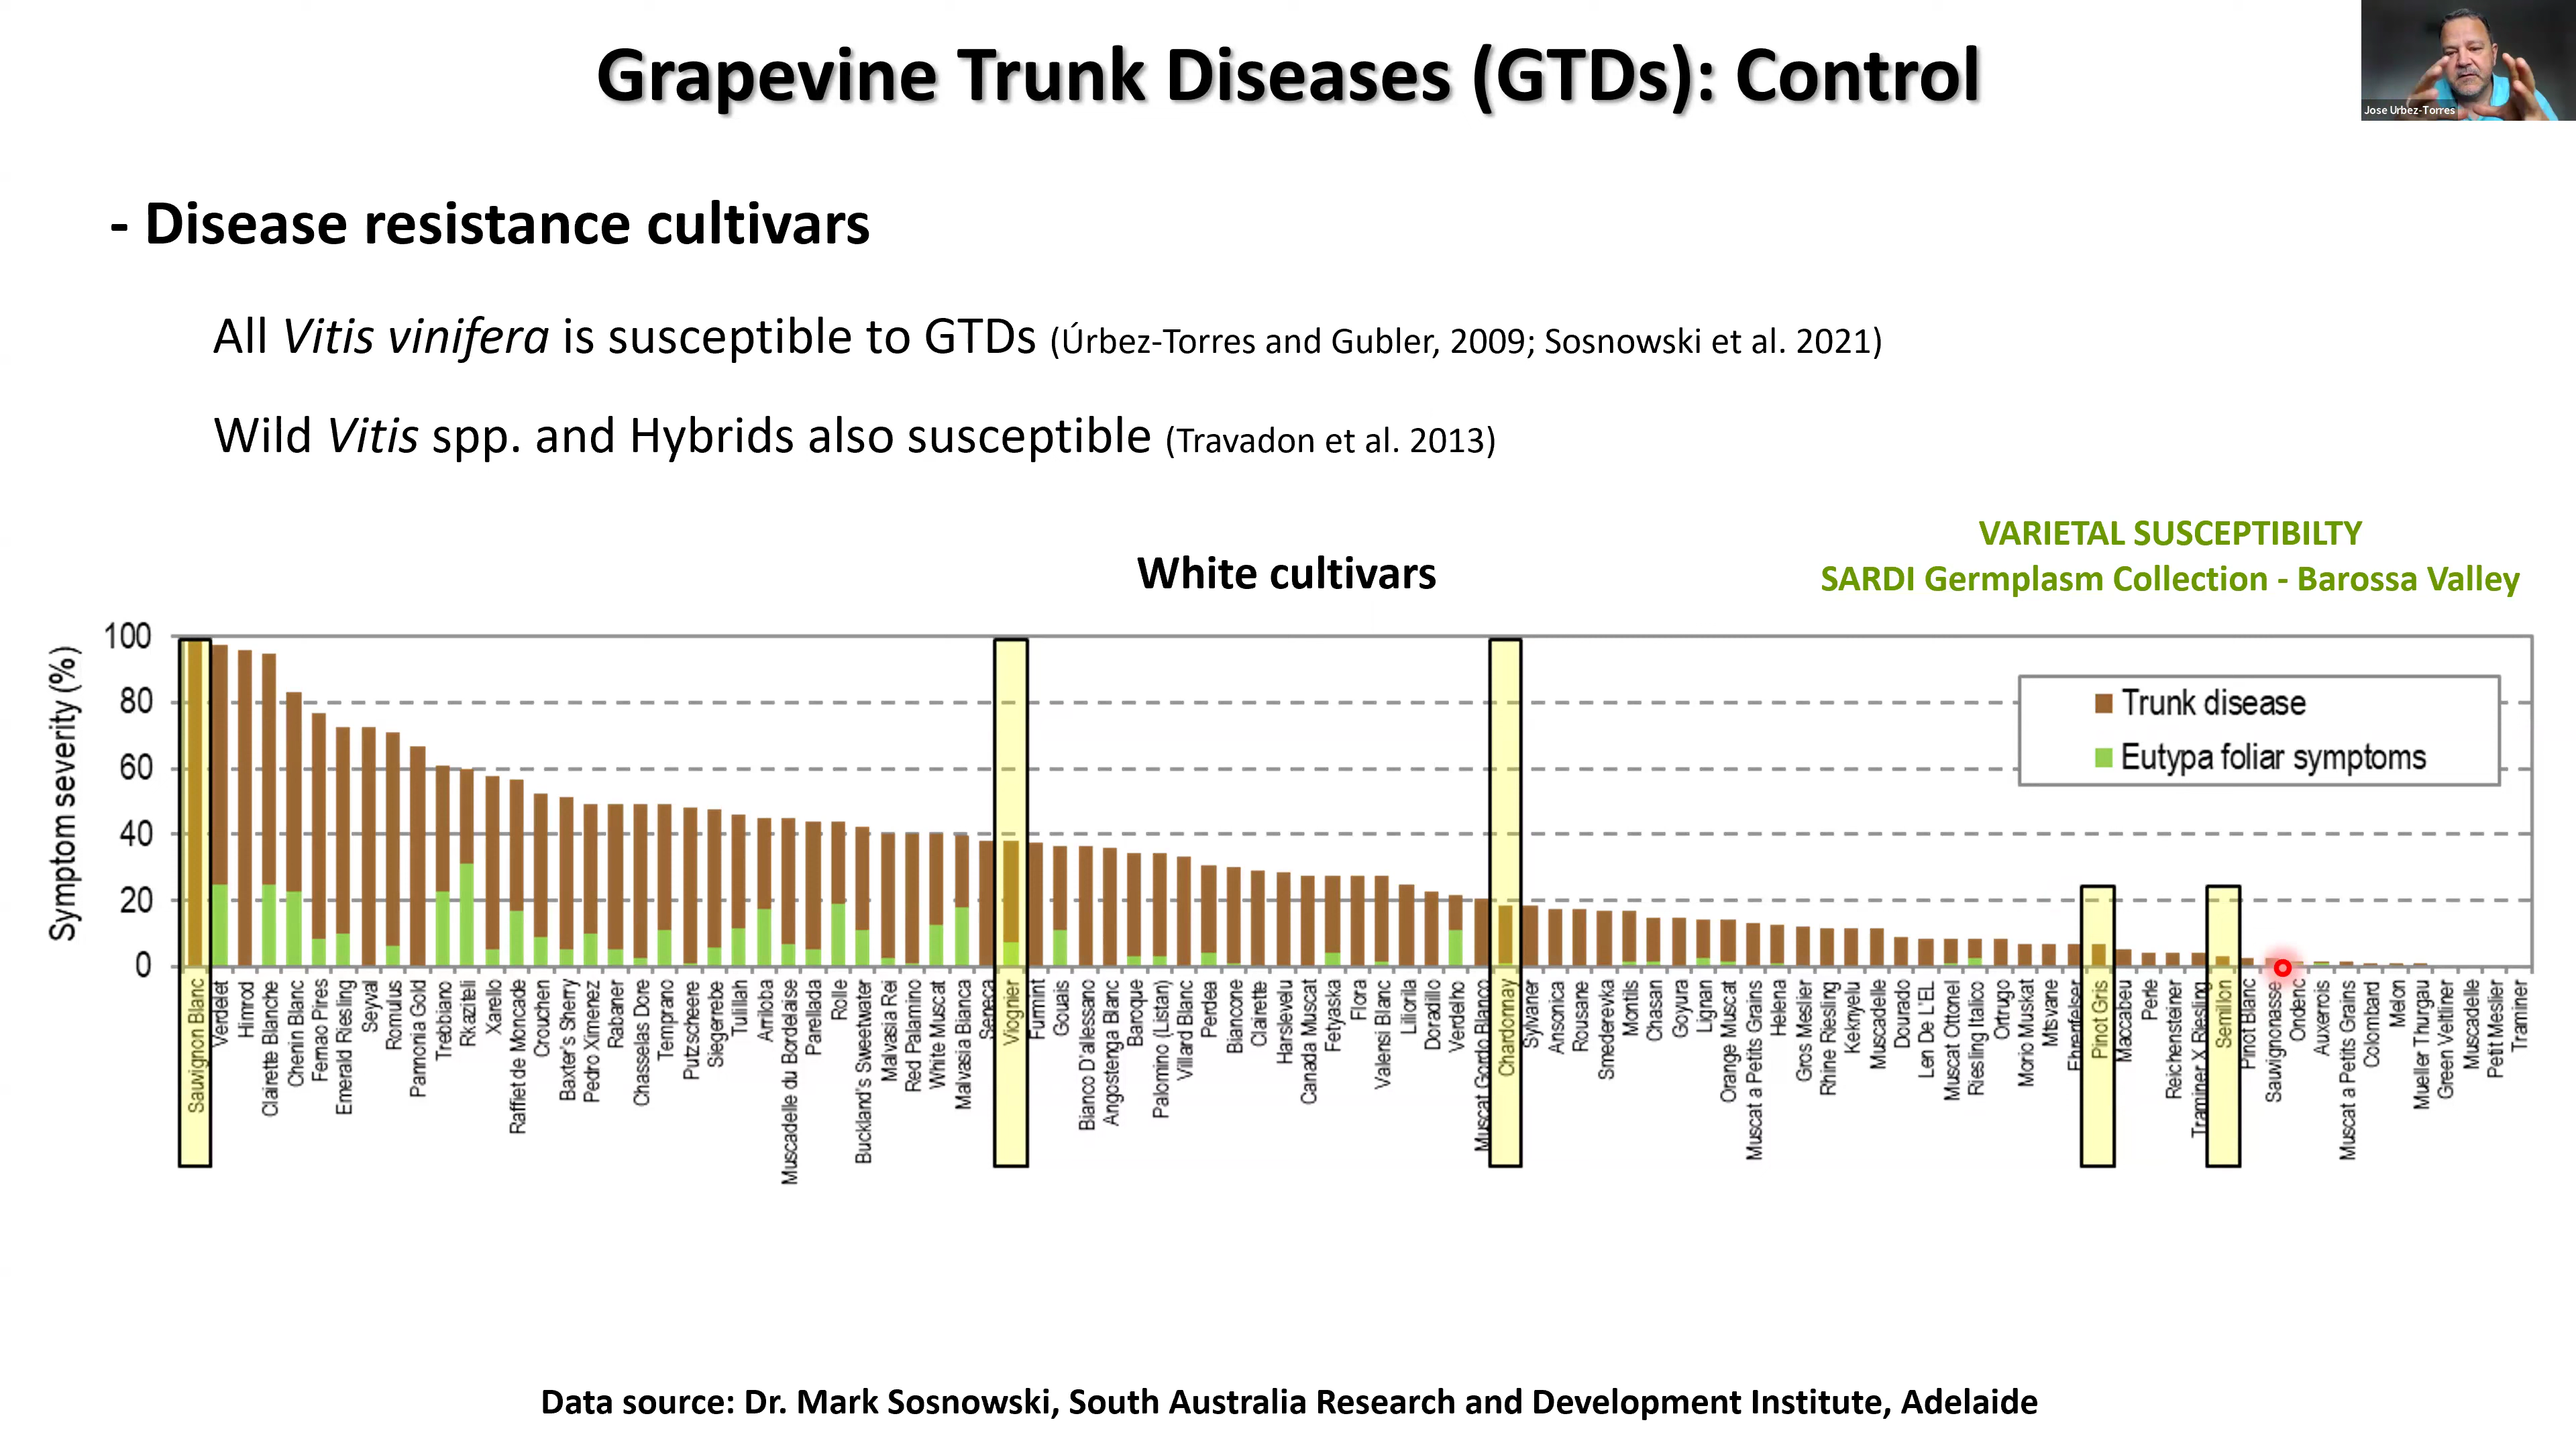 Grapevine Trunk Diseases (GTDs): Control
Jose Urbez-Torres
- Disease resistance cultivars
All Vitis vinifera is susceptible to GTDs (Úrbez-Torres and Gubler, 2009; Sosnowski et al. 2021)
Wild Vitis spp. and Hybrids also susceptible (Travadon et al. 2013)
VARIETAL SUSCEPTIBILTY
SARDI Germplasm Collection - Barossa Valley
White cultivars
Symptom severity (%)
100
80
60
40
20
0
Trunk disease
Eutypa foliar symptoms
Sauvignon Blanc
Verdelet
Himrod
Clairette Blanche
Chenin Blanc
Fernao Pires
Emerald Riesling
Seyval
Romulus
Pannonia Gold
Trebbiano
Rkaziteli
Xarello
Raffiet de Moncade
Crouchen
Baxter's Sherry
Pedro Ximenez
Rabaner
Chasselas Dore
Temprano
Putzscheere
Siegerrebe
Tulillah
Arriloba
Muscadelle du Bordelaise
Parellada
Rolle
Buckland's Sweetwater
Malvasia Rei
Red Palamino
White Muscat
Malvasia Bianca
Seneca
Viognier
Furmint
Gouais
Bianco D'allessano
Angostenga Blanc
Baroque
Palomino (Listan)
Villard Blanc
Perdea
Biancone
Clairette
Harslevelu
Canada Muscat
Fetyaska
Flora
Valensi Blanc
Liliorila
Doradillo
Verdelho
Muscat Gordo Blanco
Chardonnay
Sylvaner
Ansonica
Rousane
Smederevka
Montils
Chasan
Goyura
Lignan
Orange Muscat
Muscat a Petits Grains
Helena
Gros Meslier
Rhine Riesling
Keknyelu
Muscadelle
Dourado
Len De L'EL
Muscat Ottonel
Riesling Italico
Ortrugo
Morio Muskat
Mtsvane
Ehrenfelser
Pinot Gris
Maccabeu
Perle
Reichensteiner
Traminer X Riesling
Semillon
Pinot Blanc
Sauvignonasse
Ondenc
Auxerrois
Muscat a Petits Grains
Colombard
Melon
Mueller Thurgau
Green Veltliner
Muscadelle
Petit Meslier
Traminer
Data source: Dr. Mark Sosnowski, South Australia Research and Development Institute, Adelaide